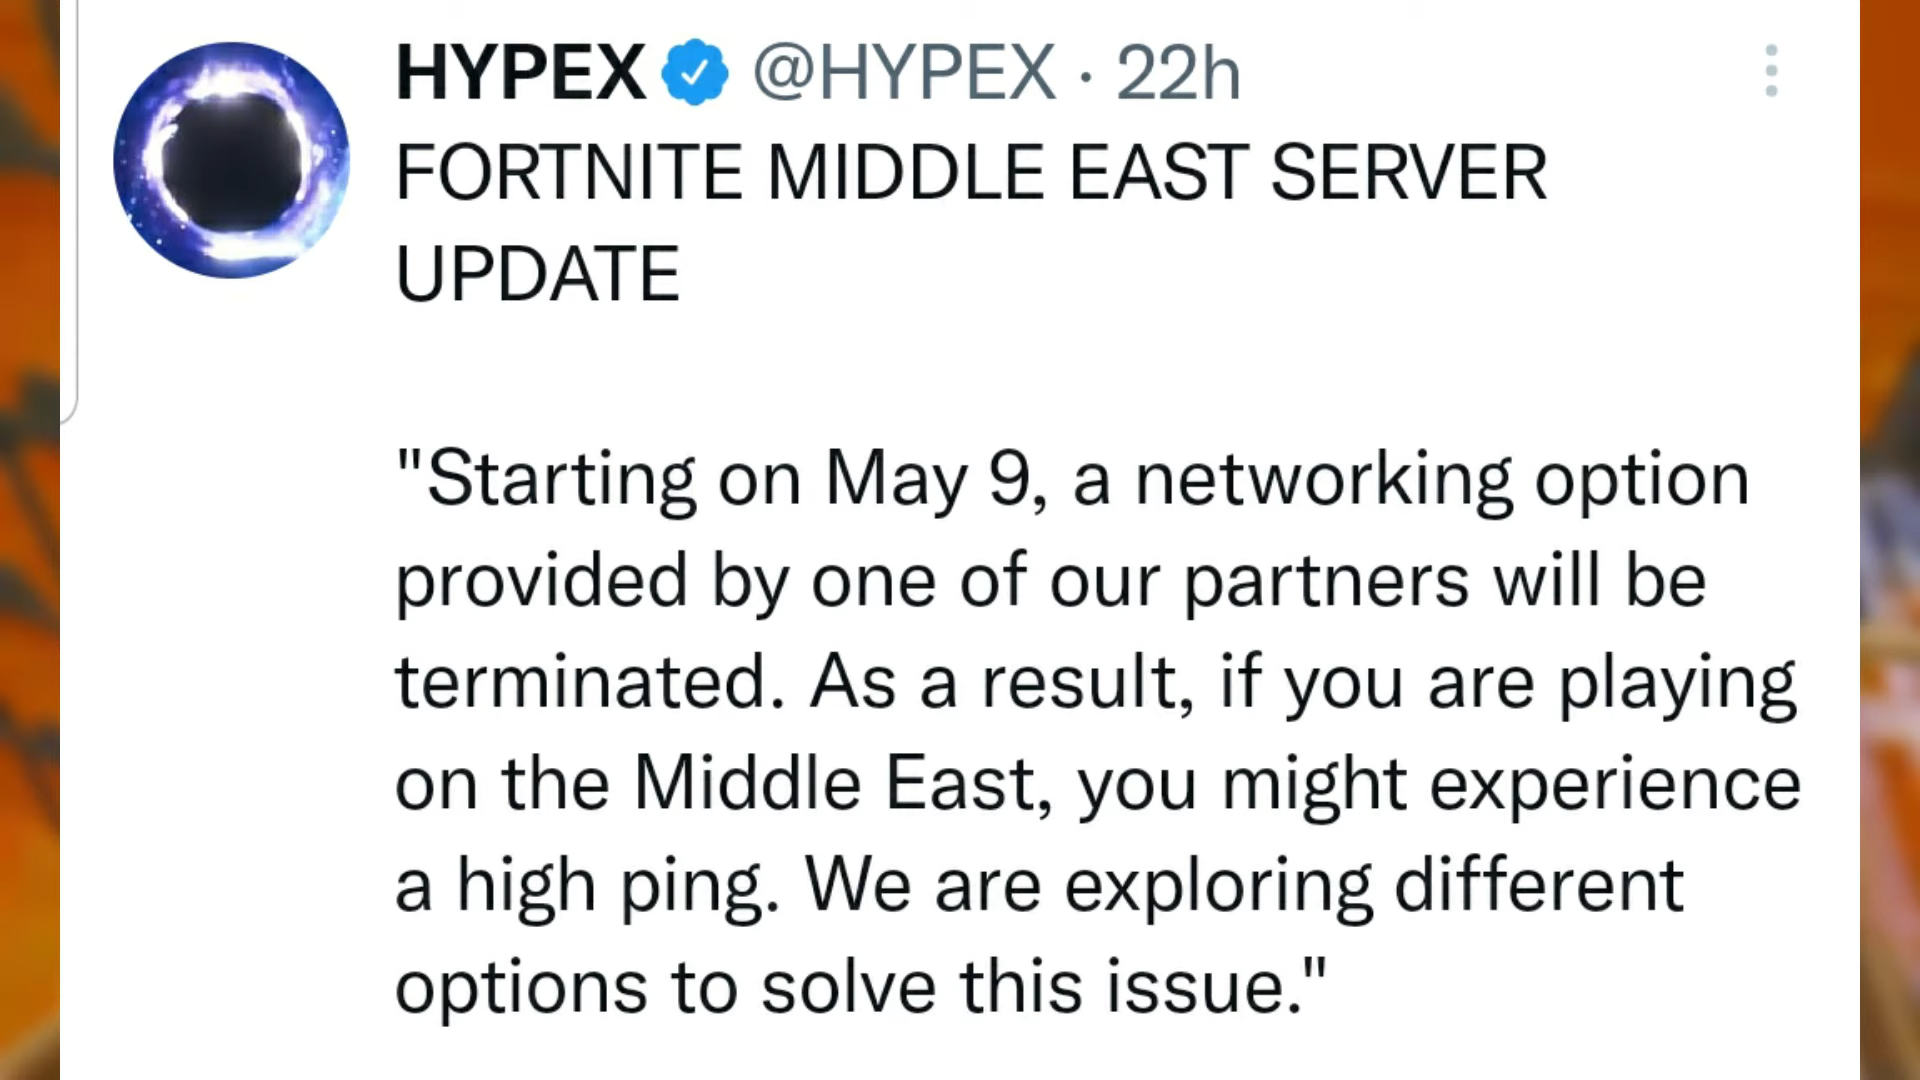 HYPEX @HYPEX · 22h
FORTNITE MIDDLE EAST SERVER
UPDATE
"Starting on May 9, a networking option
provided by one of our partners will be
terminated. As a result, if you are playing
on the Middle East, you might experience
a high ping. We are exploring different
options to solve this issue."